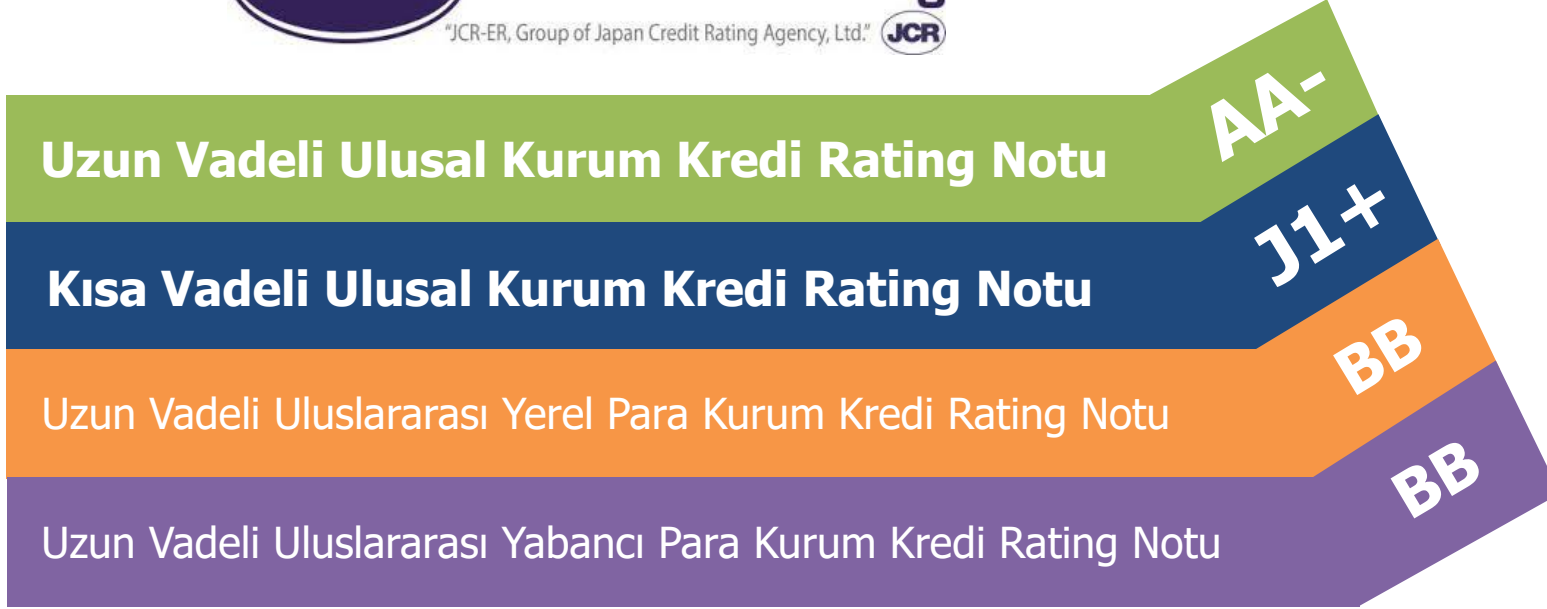 "JCR-ER, Group of Japan Credit Rating Agency, Ltd." JCR
Uzun Vadeli Ulusal Kurum Kredi Rating Notu AA-
Kısa Vadeli Ulusal Kurum Kredi Rating Notu J1+
Uzun Vadeli Uluslararası Yerel Para Kurum Kredi Rating Notu BB
Uzun Vadeli Uluslararası Yabancı Para Kurum Kredi Rating Notu BB